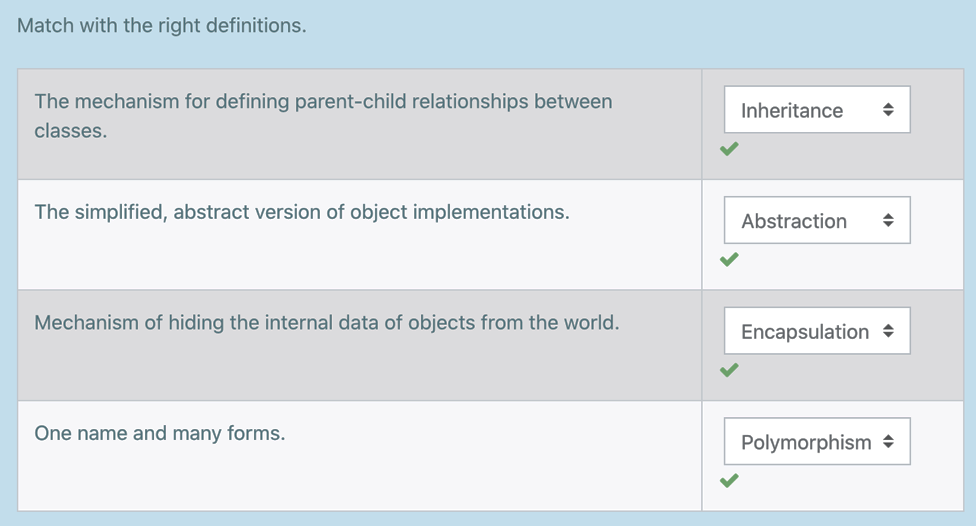 Match with the right definitions.
The mechanism for defining parent-child relationships between
classes.
Inheritance
The simplified, abstract version of object implementations.
Abstraction
Mechanism of hiding the internal data of objects from the world.
Encapsulation
One name and many forms.
Polymorphism